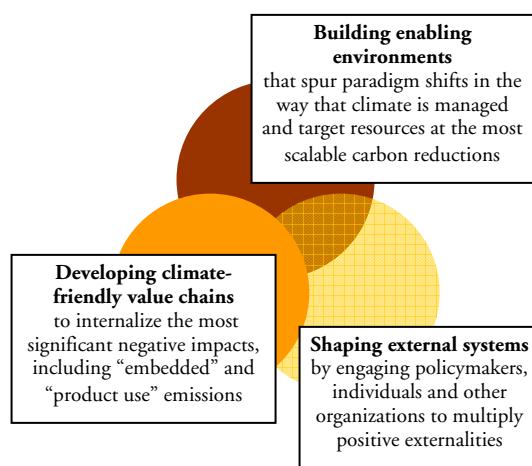 Building enabling
environments
that spur paradigm shifts in the
way that climate is managed
and target resources at the most
scalable carbon reductions
Developing climate-
friendly value chains
to internalize the most
significant negative impacts,
including “embedded” and
“product use” emissions
Shaping external systems
by engaging policymakers,
individuals and other
organizations to multiply
positive externalities